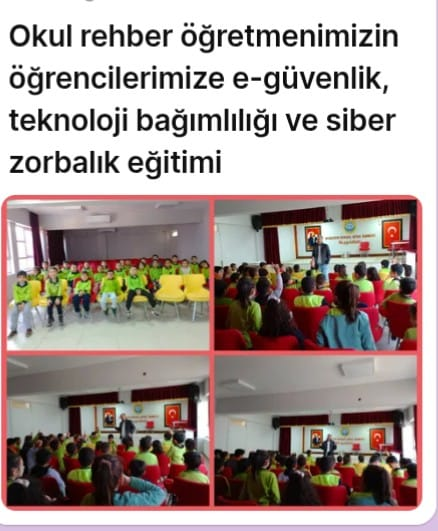 Okul rehber öğretmenimizin
öğrencilerimize e-güvenlik,
teknoloji bağımlılığı ve siber
zorbalık eğitimi